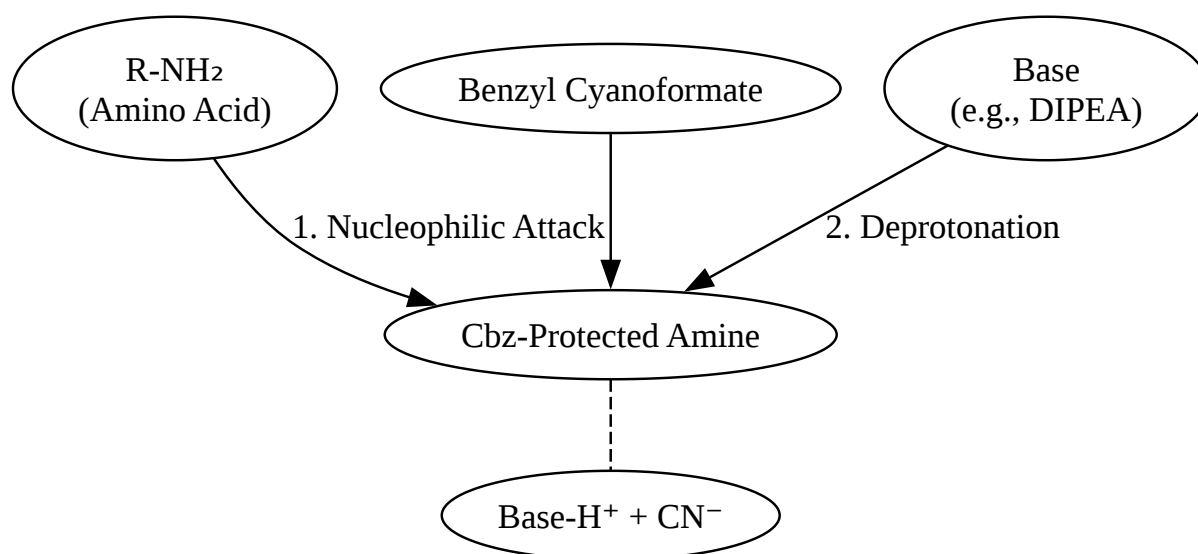 R-NH₂
(Amino Acid)
Benzyl Cyanoformate
Base
(e.g., DIPEA)
1. Nucleophilic Attack
2. Deprotonation
Cbz-Protected Amine
Base-H⁺ + CN⁻